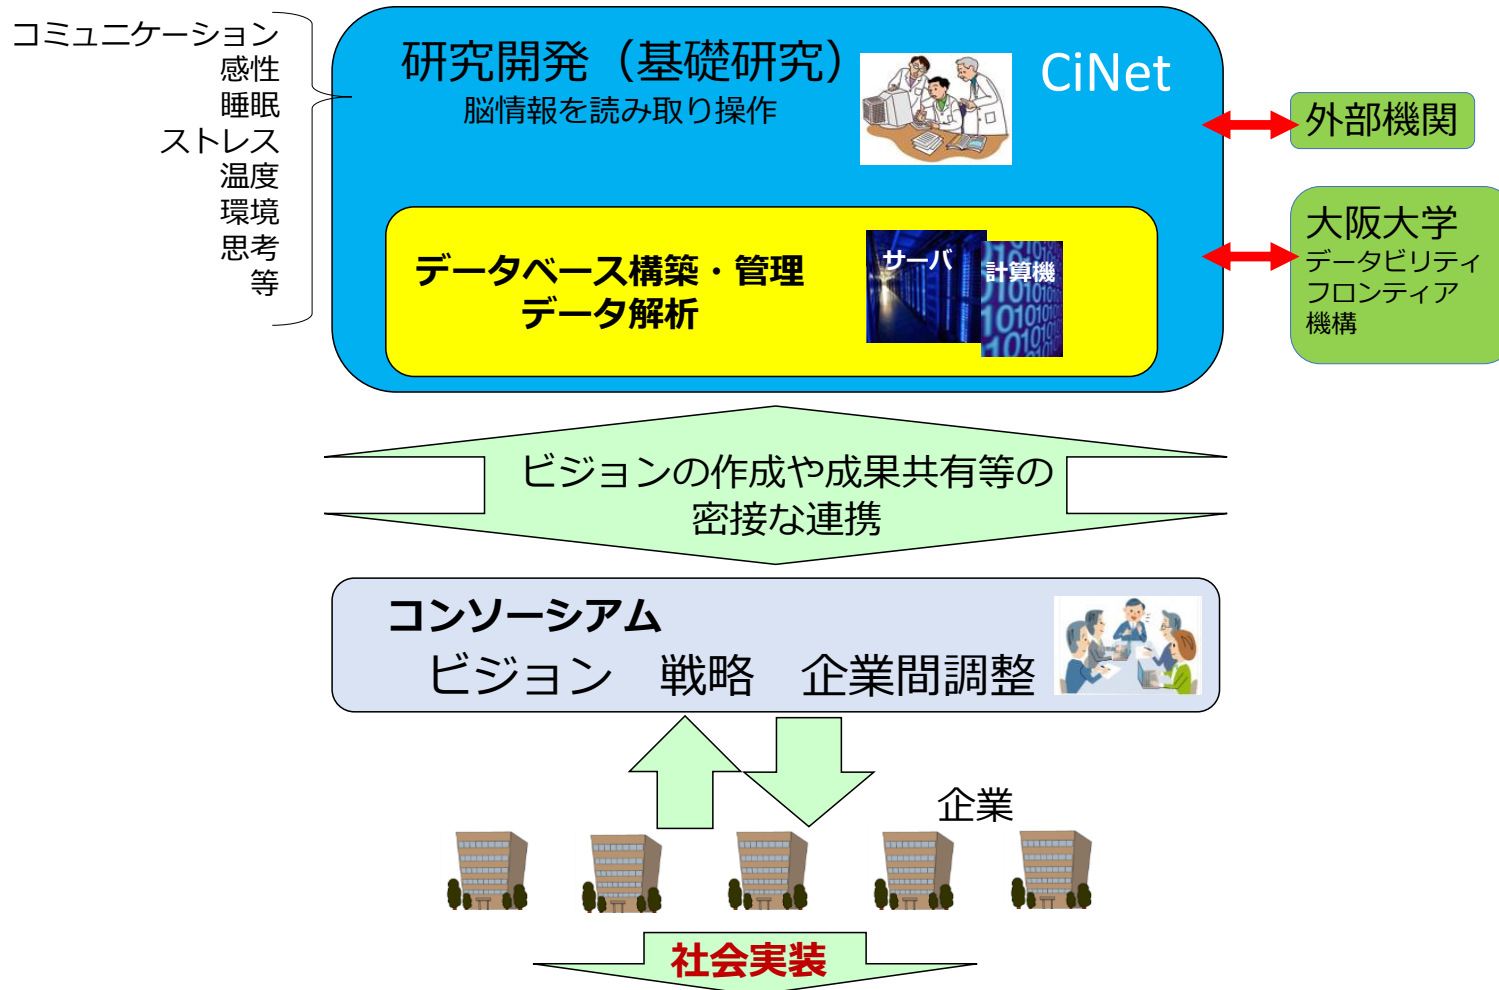 コミュニケーション
感性
睡眠
ストレス
温度
環境
思考
等
研究開発（基礎研究）
脳情報を読み取り操作
CiNet
データベース構築・管理
データ解析
サーバ
計算機
外部機関
大阪大学
データビリティ
フロンティア
機構
ビジョンの作成や成果共有等の
密接な連携
コンソーシアム
ビジョン　戦略　企業間調整
企業
社会実装